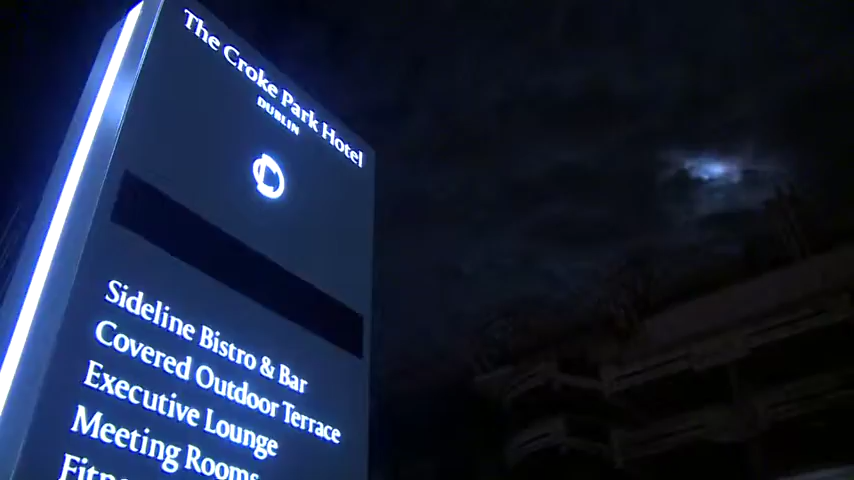 The Croke Park Hotel
DUBLIN
Sideline Bistro & Bar
Covered Outdoor Terrace
Executive Lounge
Meeting Rooms